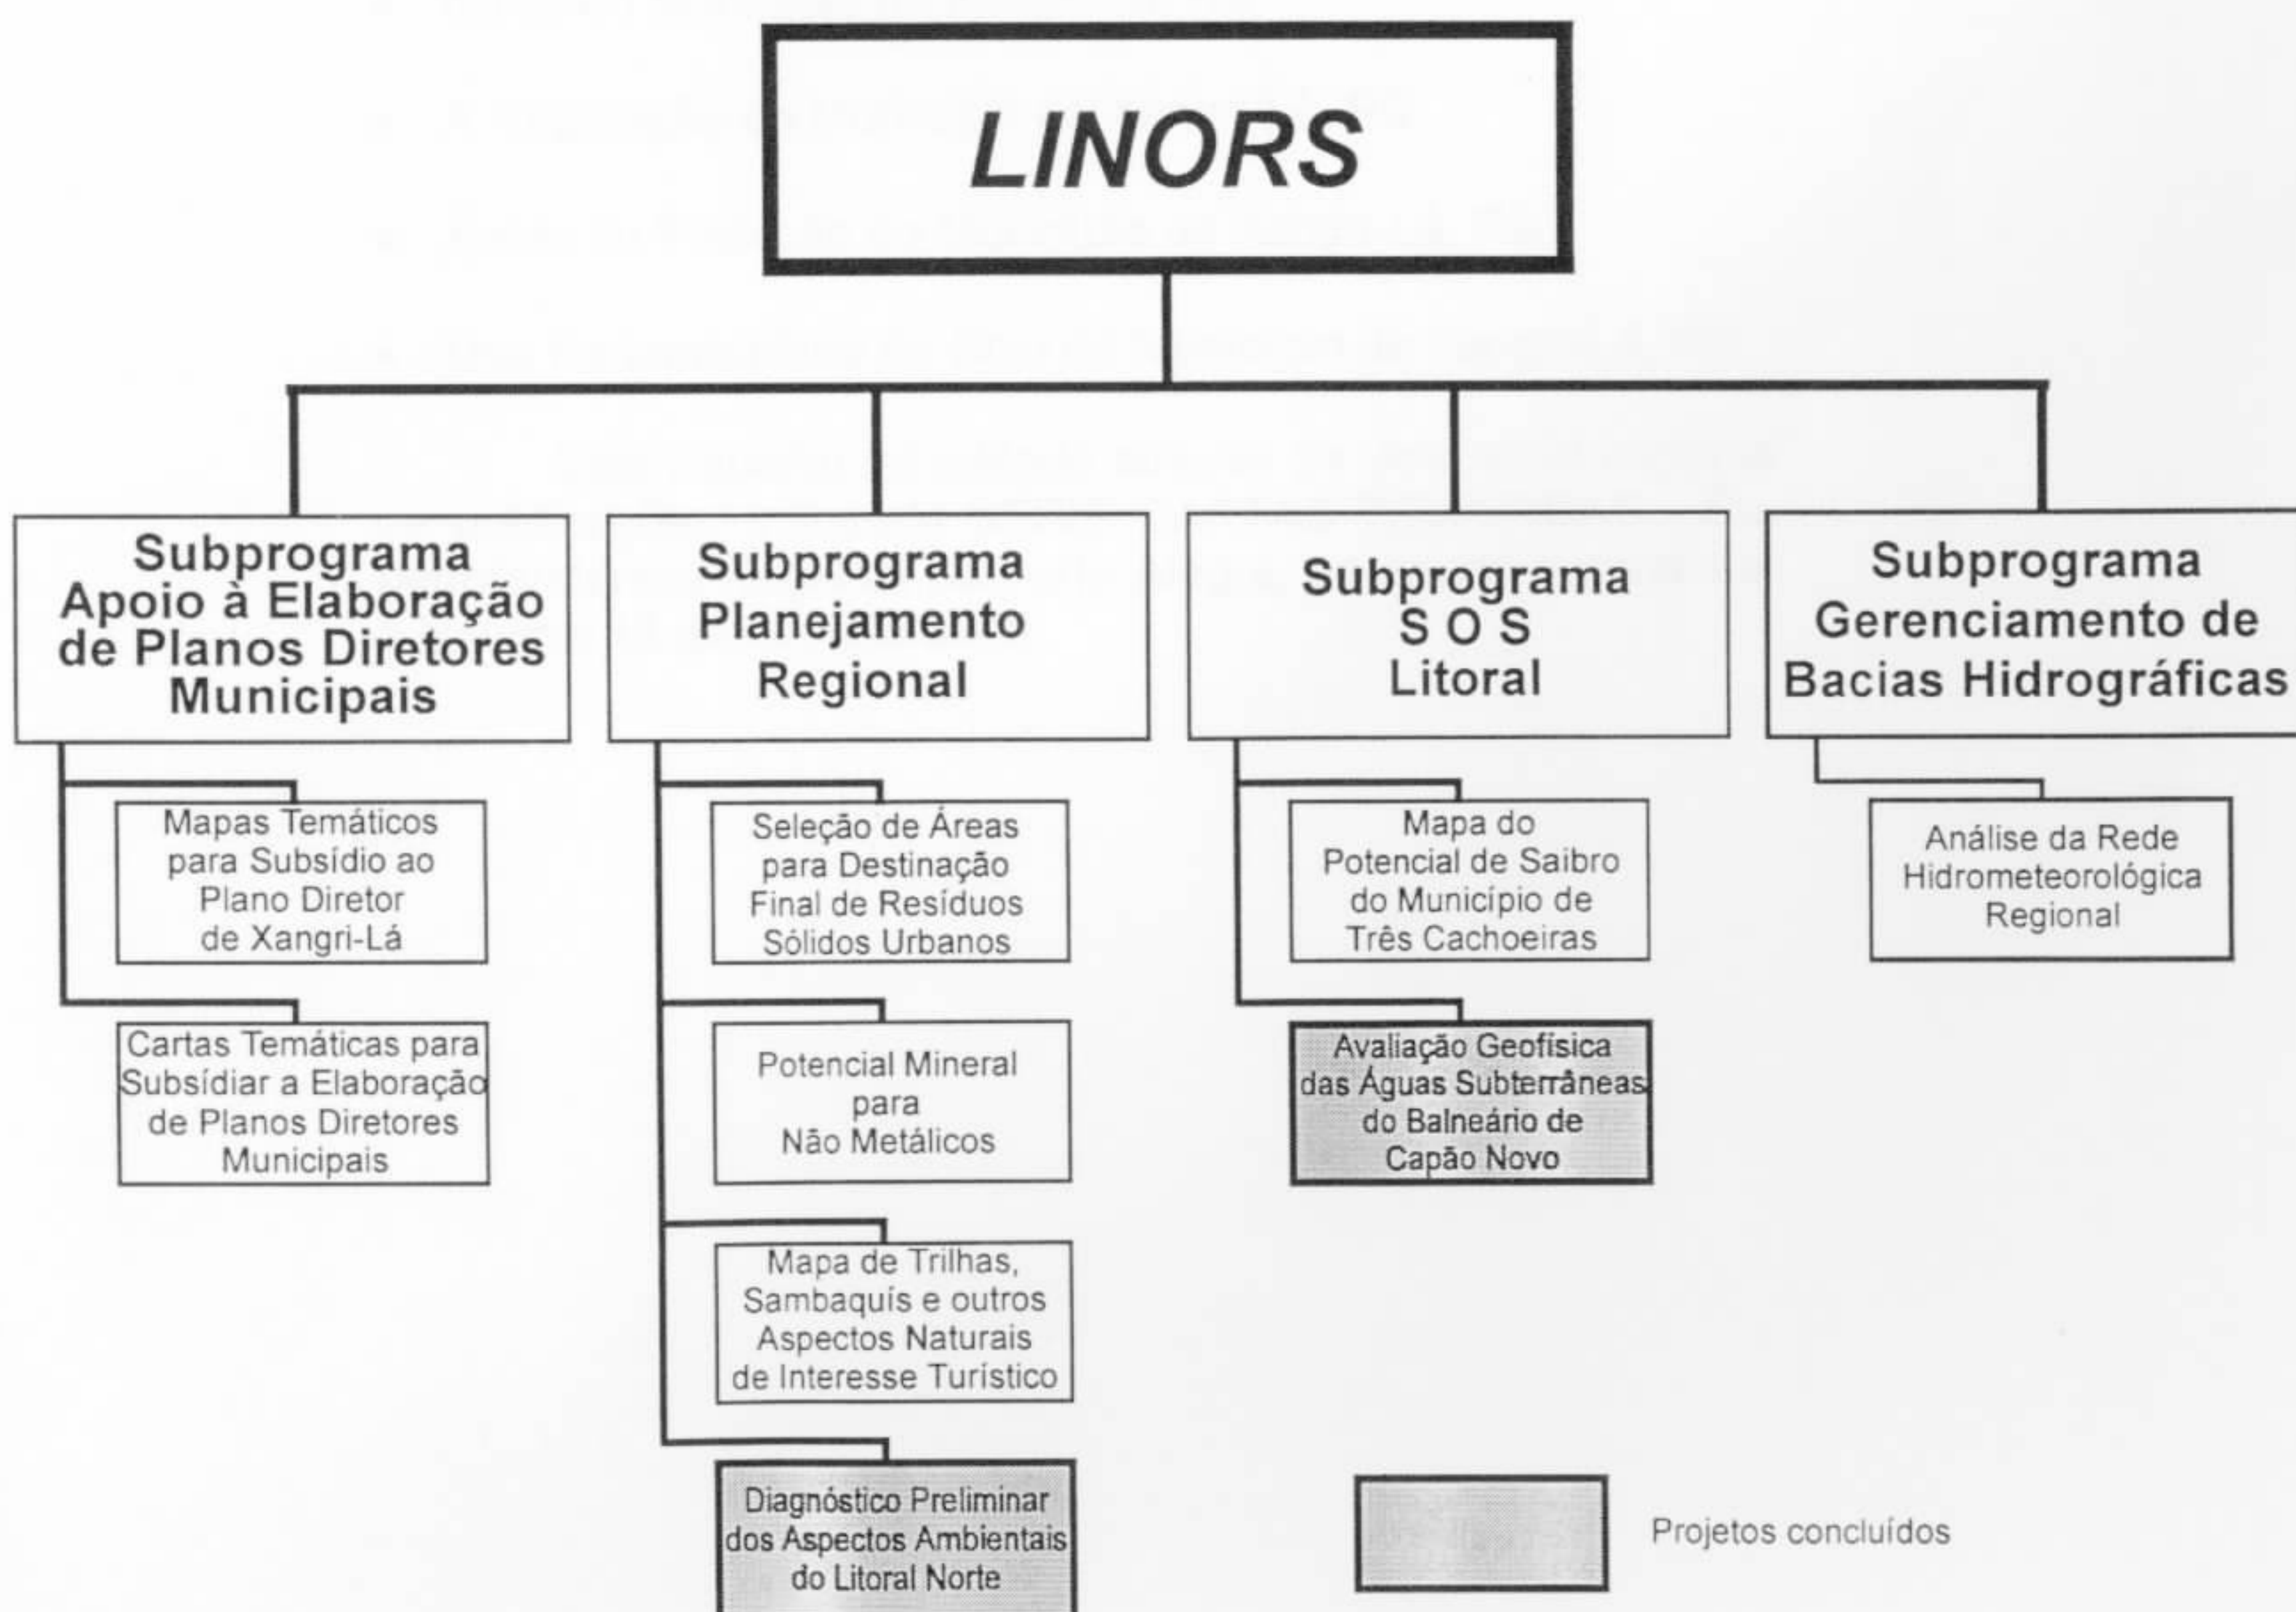 LINORS
Subprograma
Apoio à Elaboração
de Planos Diretores
Municipais
Mapas Temáticos
para Subsídio ao
Plano Diretor
de Xangri-Lá
Cartas Temáticas para
Subsídiar a Elaboração
de Planos Diretores
Municipais
Subprograma
Planejamento
Regional
Seleção de Áreas
para Destinação
Final de Resíduos
Sólidos Urbanos
Potencial Mineral
para
Não Metálicos
Mapa de Trilhas,
Sambaquís e outros
Aspectos Naturais
de Interesse Turístico
Diagnóstico Preliminar
dos Aspectos Ambientais
do Litoral Norte
Subprograma
S O S
Litoral
Mapa do
Potencial de Saibro
do Município de
Três Cachoeiras
Avaliação Geofísica
das Águas Subterrâneas
do Balneário de
Capão Novo
Subprograma
Gerenciamento de
Bacias Hidrográficas
Análise da Rede
Hidrometeorológica
Regional
Projetos concluídos